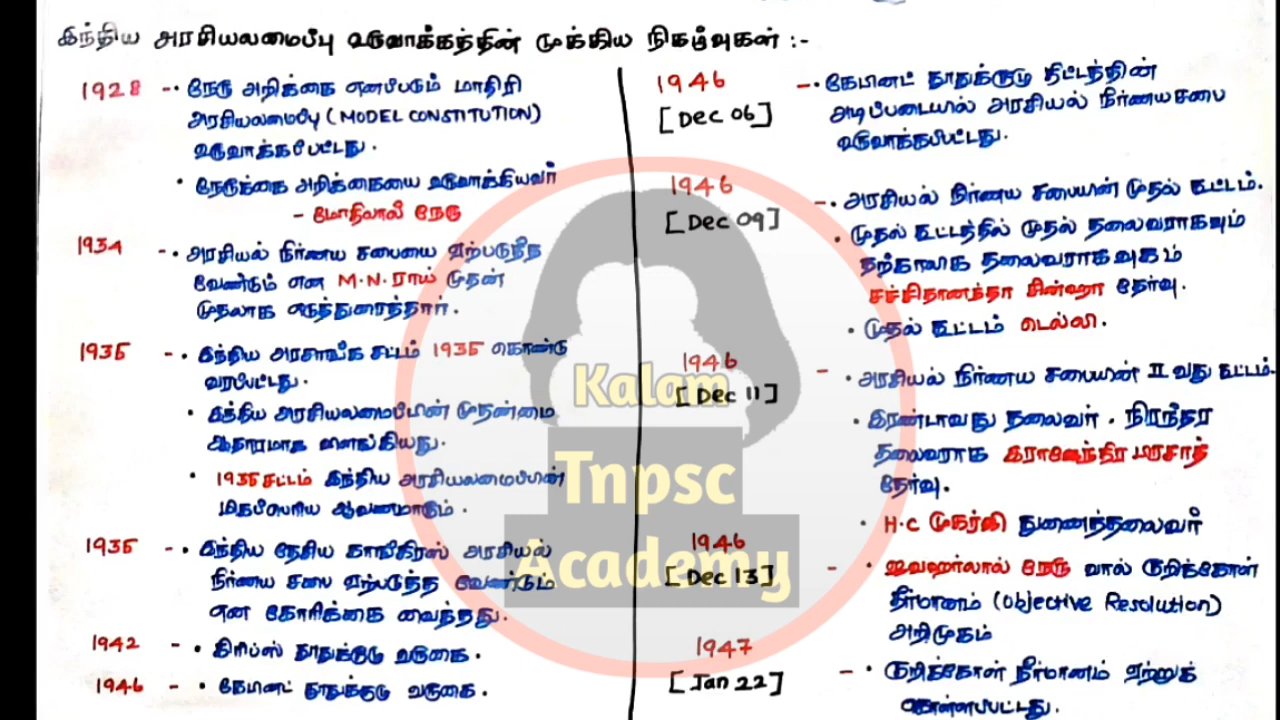 இந்திய அரசியலமைப்பு உருவாக்கத்தின் முக்கிய நிகழ்வுகள் :-
1928 - • நேரு அறிக்கை எனப்படும் மாதிரி
அரசியலமைப்பு (MODEL CONSTITUTION)
உருவாக்கப்பட்டது.
• நேருக்கை அறிக்கையை உருவாக்கியவர்
- மோதிலால் நேரு
1934 - • அரசியல் நிர்ணய சபையை ஏற்படுத்த
வேண்டும் என M.N.ராய் முதன்
முதலாக எடுத்துரைத்தார்.
1935 - • இந்திய அரசாங்க சட்டம் 1935 கொண்டு
வரப்பட்டது.
• இந்திய அரசியலமைப்பின் முதன்மை
ஆதாரமாக விளங்கியது.
• 1935 சட்டம் இந்திய அரசியலமைப்பின்
மிகப்பெரிய ஆவணமாகும்.
1935 - • இந்திய தேசிய காங்கிரஸ் அரசியல்
நிர்ணய சபை ஏற்படுத்த வேண்டும்
என கோரிக்கை வைத்தது.
1942 - • கிரிப்ஸ் தூதுக்குழு வருகை.
1946 - • கேபினட் தூதுக்குழு வருகை.
1946 - • கேபினட் தூதுக்குழு திட்டத்தின்
[Dec 06] அடிப்படையில் அரசியல் நிர்ணய சபை
உருவாக்கப்பட்டது.
1946 - • அரசியல் நிர்ணய சபையின் முதல் கூட்டம்.
[Dec 09] • முதல் கூட்டத்தில் முதல் தலைவராகவும்
தற்காலிக தலைவராகவும்
சச்சிதானந்தா சின்ஹா தேர்வு.
• முதல் கூட்டம் டெல்லி.
1946 - • அரசியல் நிர்ணய சபையின் II வது கூட்டம்.
[Dec 11] • இரண்டாவது தலைவர். நிரந்தர
தலைவராக இராஜேந்திர பிரசாத்
தேர்வு.
• H.C முகர்ஜி துணைத்தலைவர்
1946 - • ஜவஹர்லால் நேரு வால் குறிக்கோள்
[Dec 13] தீர்மானம் (Objective Resolution)
அறிமுகம்
1947 - • குறிக்கோள் தீர்மானம் ஏற்றுக்
[Jan 22] கொள்ளப்பட்டது.
Kalam
Tnpsc
Academy